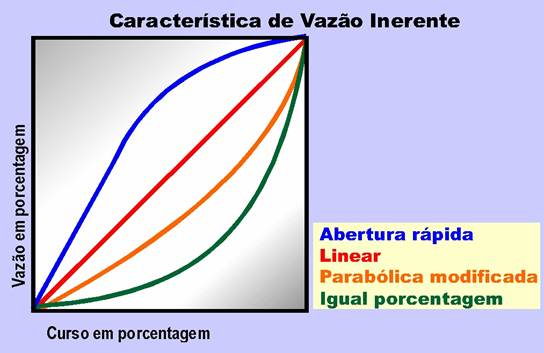 Característica de Vazão Inerente
Vazão em porcentagem
Abertura rápida
Linear
Parabólica modificada
Igual porcentagem
Curso em porcentagem